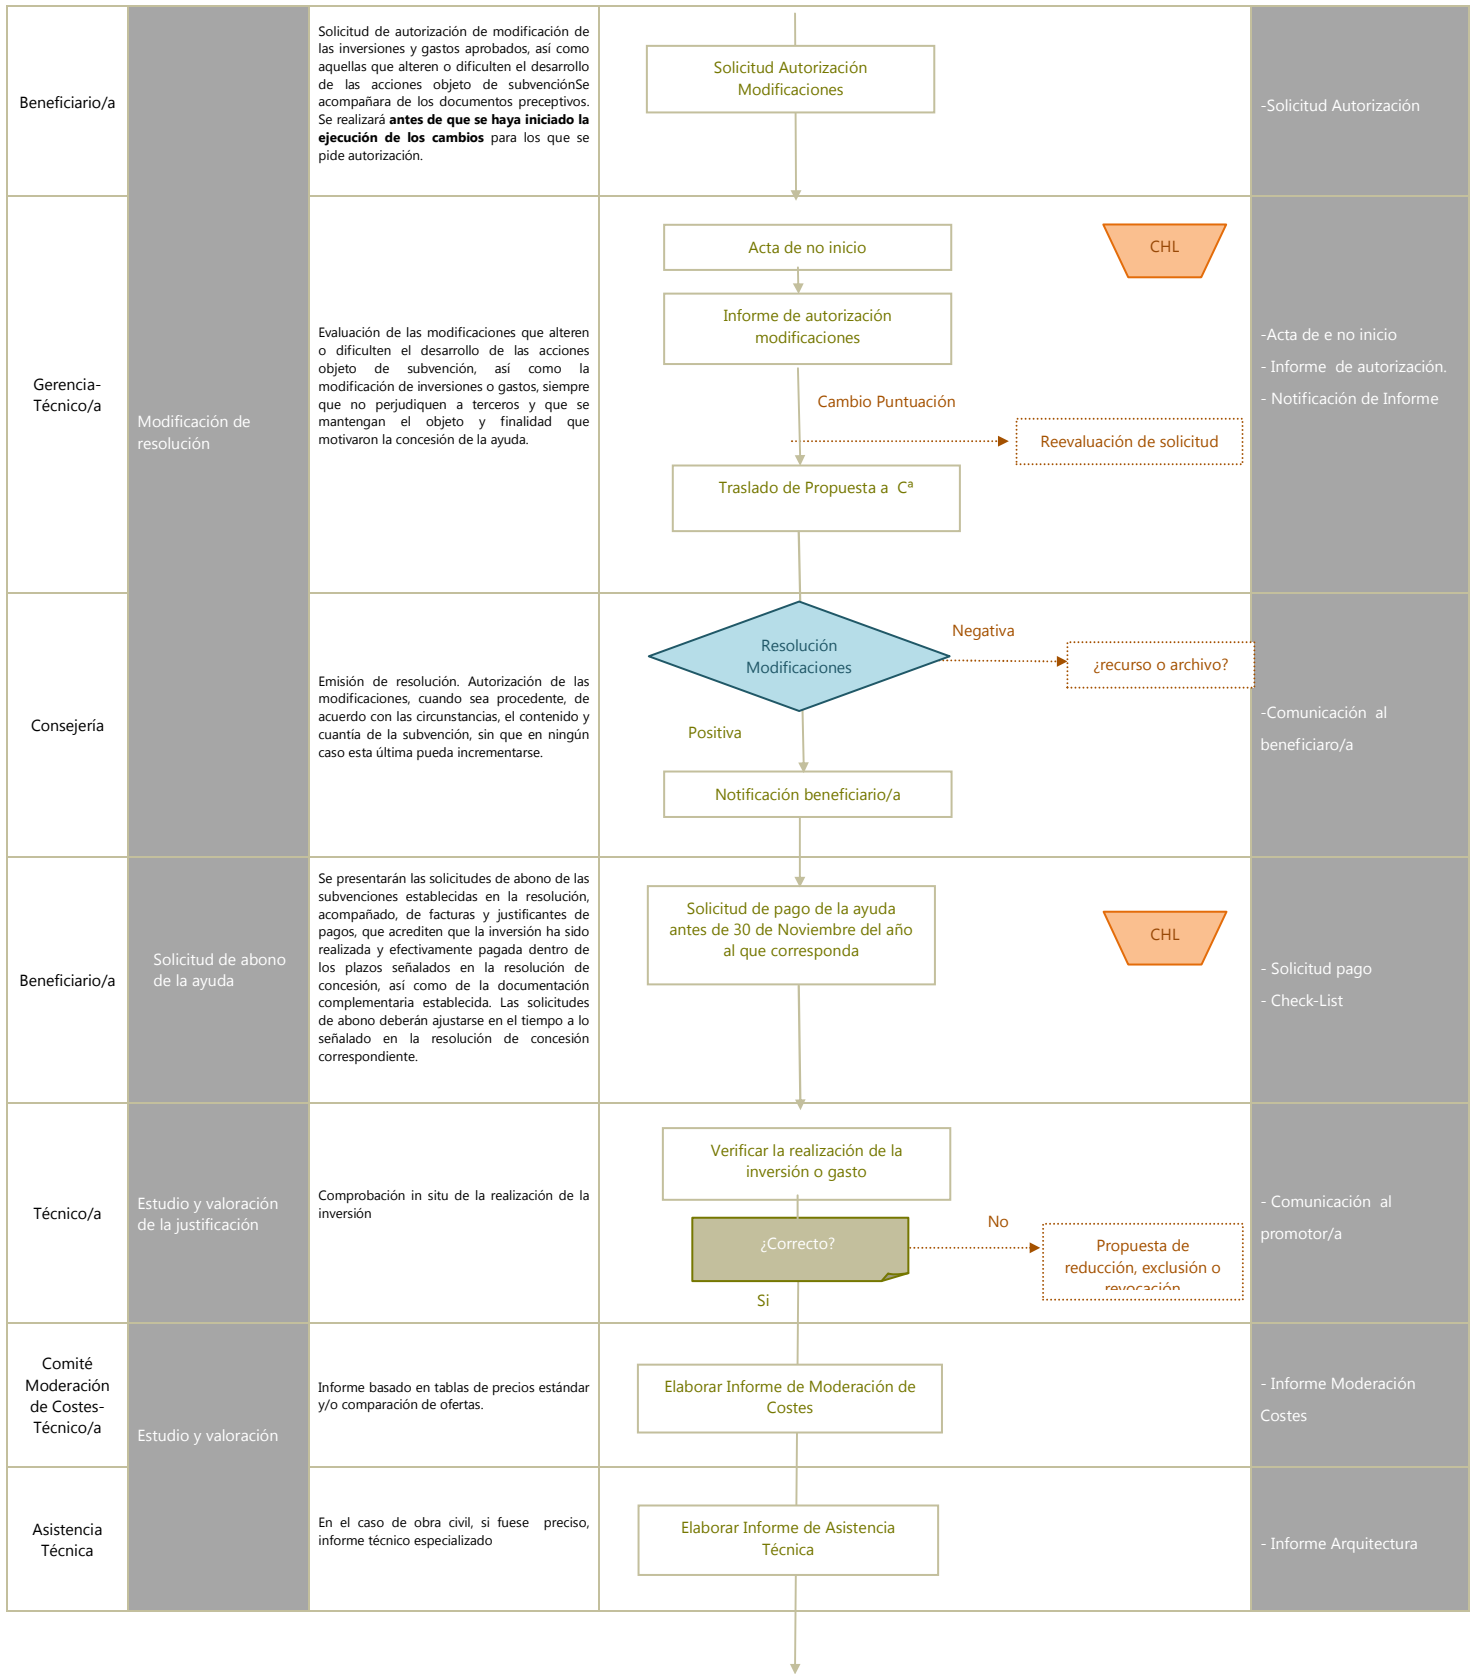 Beneficiario/a
Modificación de
resolución
Solicitud de autorización de modificación de
las inversiones y gastos aprobados, así como
aquellas que alteren o dificulten el desarrollo
de las acciones objeto de subvenciónSe
acompañara de los documentos preceptivos.
Se realizará antes de que se haya iniciado la
ejecución de los cambios para los que se
pide autorización.
Solicitud Autorización
Modificaciones
-Solicitud Autorización
Gerencia-
Técnico/a
Evaluación de las modificaciones que alteren
o dificulten el desarrollo de las acciones
objeto de subvención, así como la
modificación de inversiones o gastos, siempre
que no perjudiquen a terceros y que se
mantengan el objeto y finalidad que
motivaron la concesión de la ayuda.
Acta de no inicio
CHL
Informe de autorización
modificaciones
Cambio Puntuación
Reevaluación de solicitud
Traslado de Propuesta a Cª
-Acta de e no inicio
- Informe de autorización.
- Notificación de Informe
Consejería
Emisión de resolución. Autorización de las
modificaciones, cuando sea procedente, de
acuerdo con las circunstancias, el contenido y
cuantía de la subvención, sin que en ningún
caso esta última pueda incrementarse.
Resolución
Modificaciones
Negativa
¿recurso o archivo?
Positiva
Notificación beneficiario/a
-Comunicación al
beneficiaro/a
Beneficiario/a
Solicitud de abono
de la ayuda
Se presentarán las solicitudes de abono de las
subvenciones establecidas en la resolución,
acompañado, de facturas y justificantes de
pagos, que acrediten que la inversión ha sido
realizada y efectivamente pagada dentro de
los plazos señalados en la resolución de
concesión, así como de la documentación
complementaria establecida. Las solicitudes
de abono deberán ajustarse en el tiempo a lo
señalado en la resolución de concesión
correspondiente.
Solicitud de pago de la ayuda
antes de 30 de Noviembre del año
al que corresponda
CHL
- Solicitud pago
- Check-List
Técnico/a
Estudio y valoración
de la justificación
Comprobación in situ de la realización de la
inversión
Verificar la realización de la
inversión o gasto
¿Correcto?
No
Propuesta de
reducción, exclusión o
revocación
Si
- Comunicación al
promotor/a
Comité
Moderación
de Costes-
Técnico/a
Estudio y valoración
Informe basado en tablas de precios estándar
y/o comparación de ofertas.
Elaborar Informe de Moderación de
Costes
- Informe Moderación
Costes
Asistencia
Técnica
En el caso de obra civil, si fuese preciso,
informe técnico especializado
Elaborar Informe de Asistencia
Técnica
- Informe Arquitectura